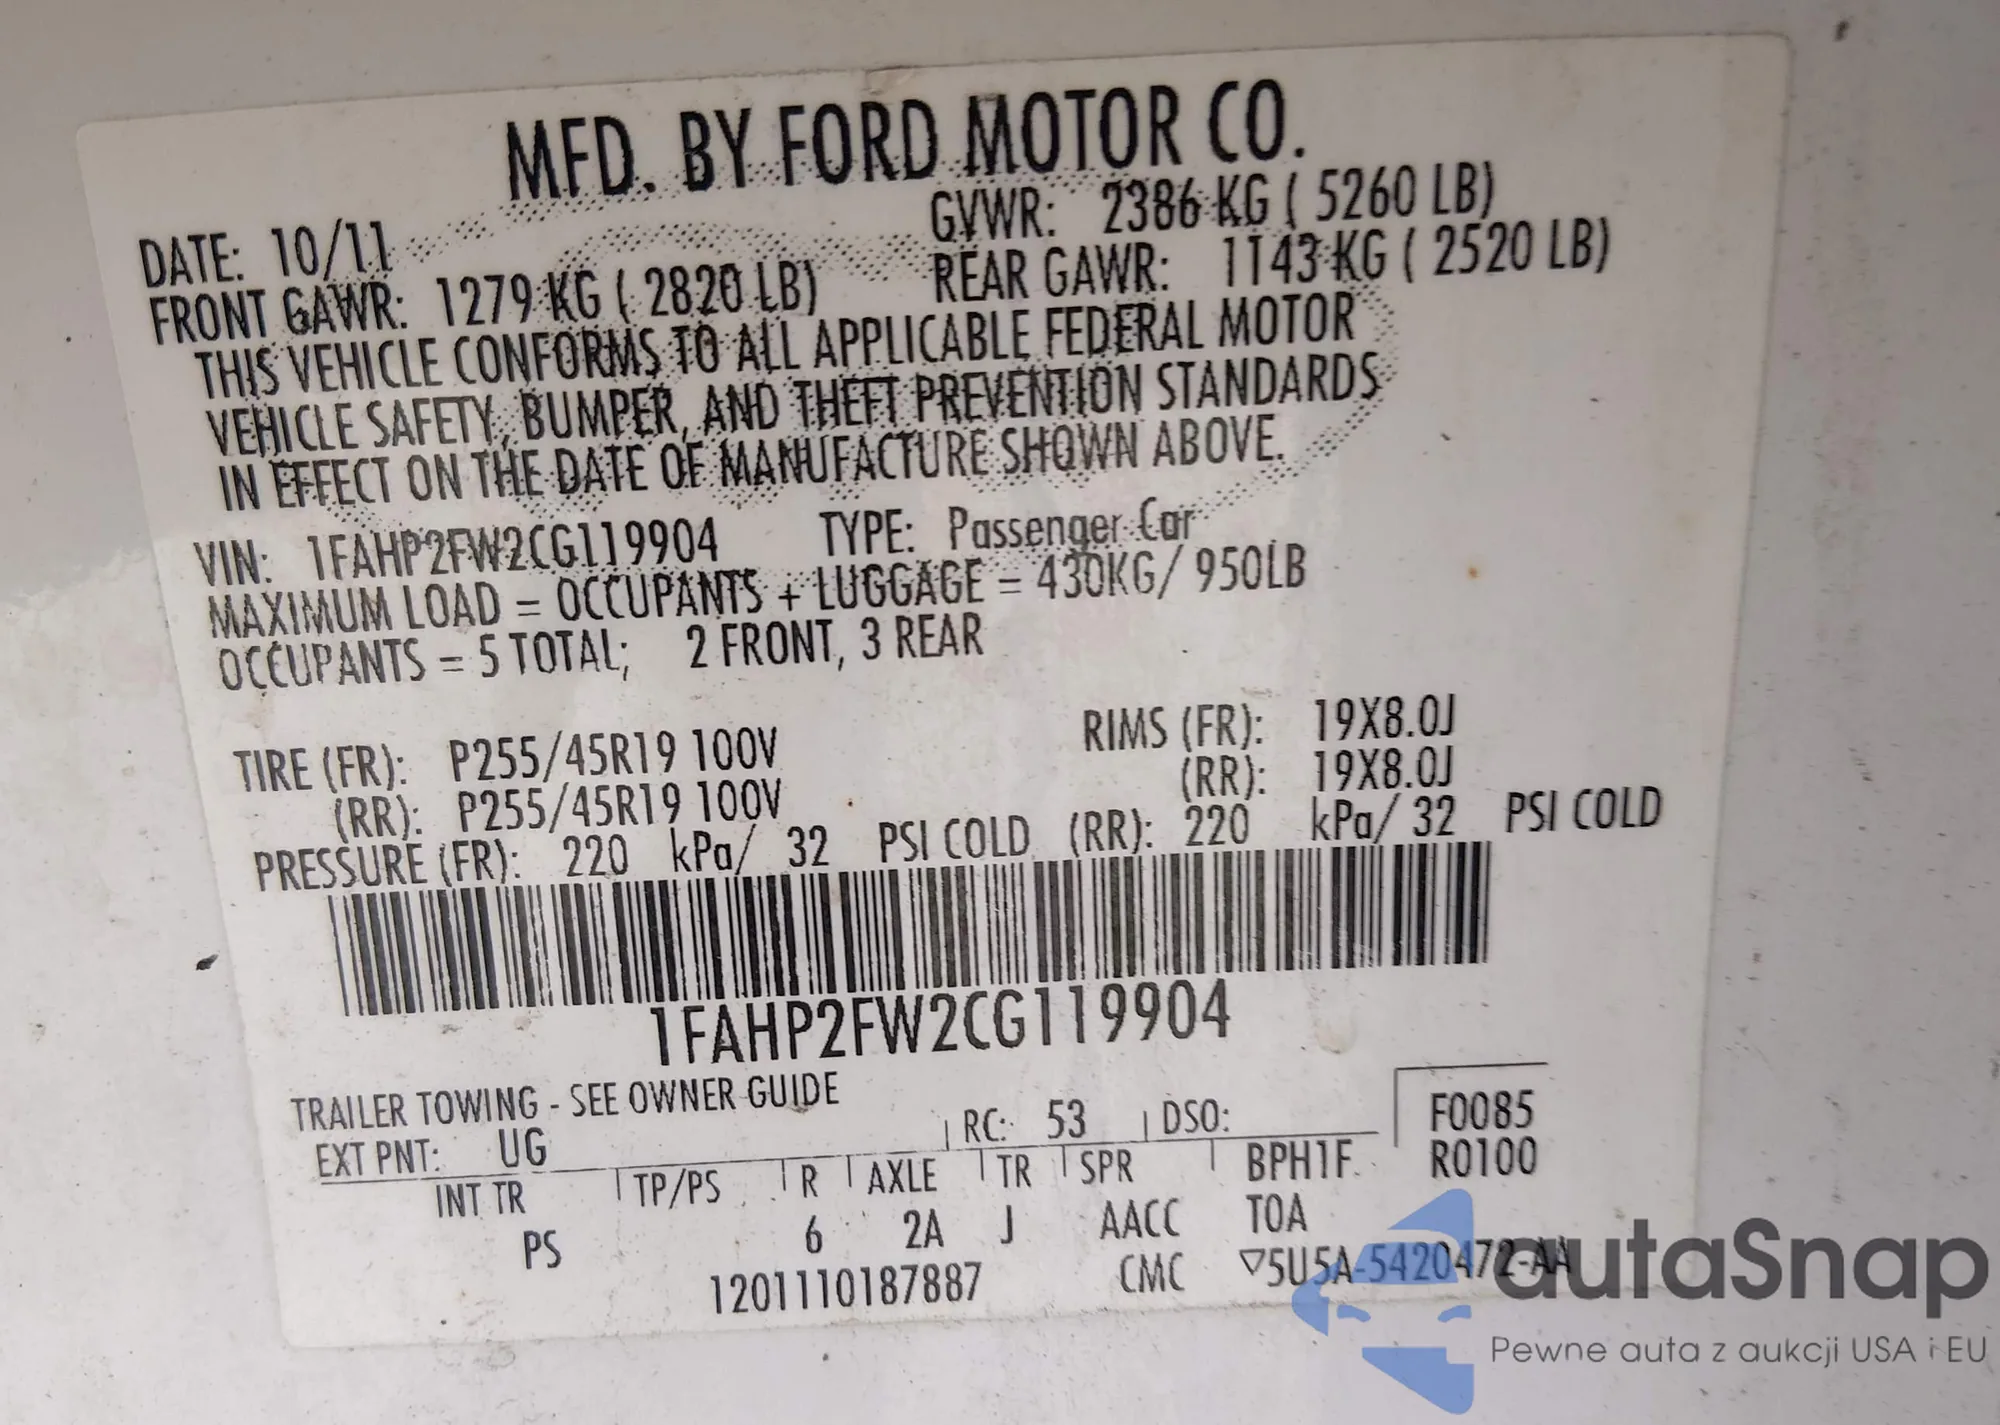 MFD. BY FORD MOTOR CO.
DATE: 10/11 GVWR: 2386 KG ( 5260 LB)
FRONT GAWR: 1279 KG ( 2820 LB) REAR GAWR: 1143 KG ( 2520 LB)
THIS VEHICLE CONFORMS TO ALL APPLICABLE FEDERAL MOTOR
VEHICLE SAFETY, BUMPER, AND THEFT PREVENTION STANDARDS
IN EFFECT ON THE DATE OF MANUFACTURE SHOWN ABOVE.
VIN: 1FAHP2FW2CG119904 TYPE: Passenger Car
MAXIMUM LOAD = OCCUPANTS + LUGGAGE = 430KG/ 950LB
OCCUPANTS = 5 TOTAL; 2 FRONT, 3 REAR
TIRE (FR): P255/45R19 100V RIMS (FR): 19X8.0J
(RR): P255/45R19 100V (RR): 19X8.0J
PRESSURE (FR): 220 kPa/ 32 PSI COLD (RR): 220 kPa/ 32 PSI COLD
1FAHP2FW2CG119904
TRAILER TOWING - SEE OWNER GUIDE
EXT PNT: UG RC: 53 DSO: F0085
INT TR TP/PS R AXLE TR SPR BPH1F R0100
PS 6 2A J AACC TOA
1201110187887 CMC ▽5U5A-5420472-AA
autaSnap
Pewne auta z aukcji USA i EU